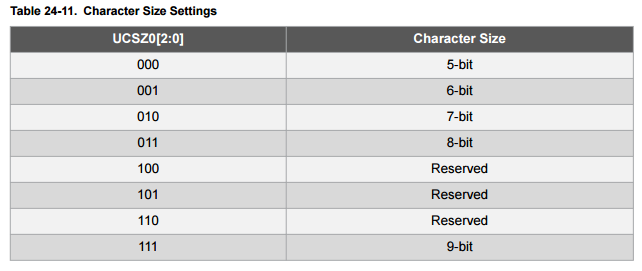 Table 24-11. Character Size Settings
UCSZ0[2:0] Character Size
000 5-bit
001 6-bit
010 7-bit
011 8-bit
100 Reserved
101 Reserved
110 Reserved
111 9-bit